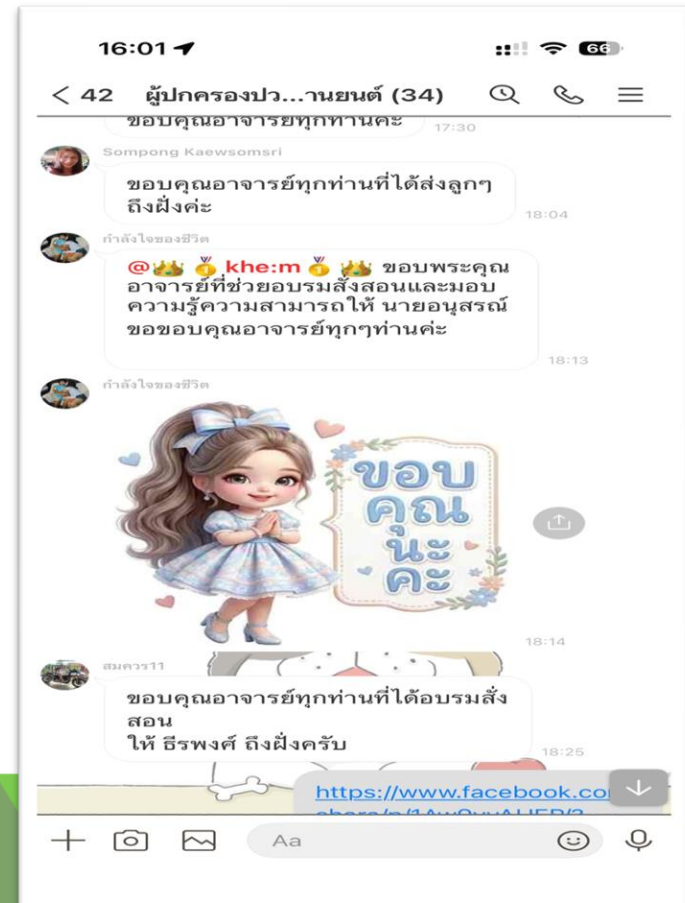 16:01
66
42 ผู้ปกครองปว...านยนต์ (34)
ขอบคุณอาจารย์ทุกท่านค่ะ
17:30
Sompong Kaewsomsri
ขอบคุณอาจารย์ทุกท่านที่ได้ส่งลูกๆ
ถึงฝั่งค่ะ
18:04
กำลังใจของชีวิต
@👑 🥇 khe:m 🥇 👑 ขอบพระคุณ
อาจารย์ที่ช่วยอบรมสั่งสอนและมอบ
ความรู้ความสามารถให้ นายอนุสรณ์
ขอขอบคุณอาจารย์ทุกๆท่านค่ะ
18:13
กำลังใจของชีวิต
ขอบ
คุณ
นะ
คะ
18:14
สมควร11
ขอบคุณอาจารย์ทุกท่านที่ได้อบรมสั่ง
สอน
ให้ ธีรพงศ์ ถึงฝั่งครับ
18:25
https://www.facebook.co
Aa